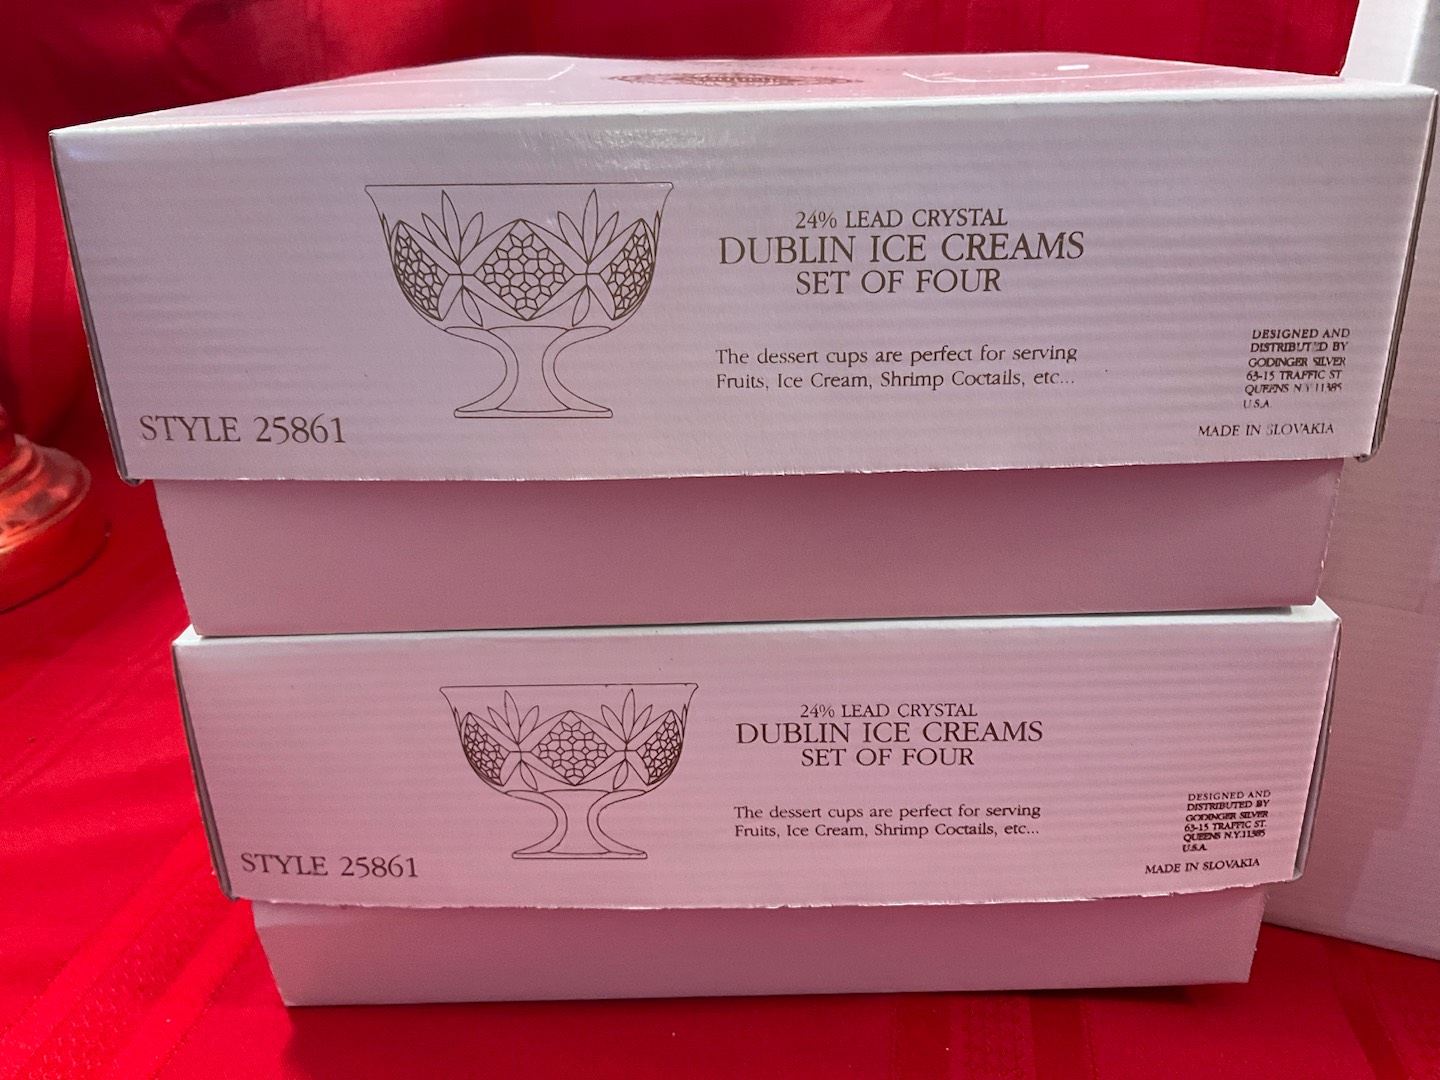 24% LEAD CRYSTAL
DUBLIN ICE CREAMS
SET OF FOUR
The dessert cups are perfect for serving
Fruits, Ice Cream, Shrimp Coctails, etc...
STYLE 25861
DESIGNED AND
DISTRIBUTED BY
GODINGER SILVER
63-15 TRAFFIC ST
QUEENS N.Y 11385
U.S.A.
MADE IN SLOVAKIA
24% LEAD CRYSTAL
DUBLIN ICE CREAMS
SET OF FOUR
The dessert cups are perfect for serving
Fruits, Ice Cream, Shrimp Coctails, etc...
STYLE 25861
DESIGNED AND
DISTRIBUTED BY
GODINGER SILVER
63-15 TRAFFIC ST.
QUEENS N.Y.11385
U.S.A.
MADE IN SLOVAKIA